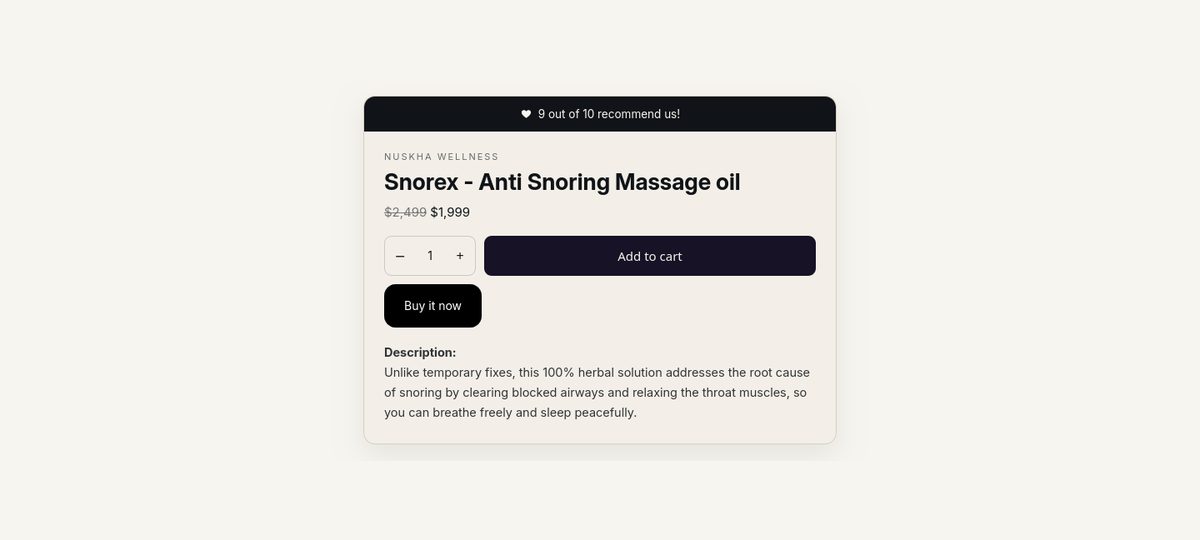 ♥ 9 out of 10 recommend us!
NUSKHA WELLNESS
Snorex - Anti Snoring Massage oil
$2,499 $1,999
– 1 + Add to cart
Buy it now
Description:
Unlike temporary fixes, this 100% herbal solution addresses the root cause
of snoring by clearing blocked airways and relaxing the throat muscles, so
you can breathe freely and sleep peacefully.